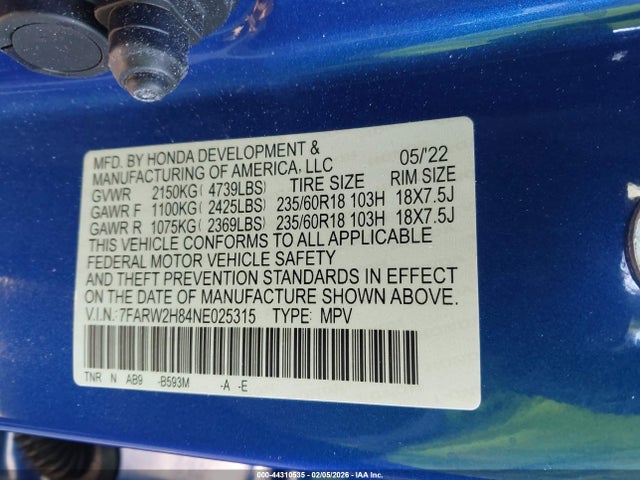 MFD. BY HONDA DEVELOPMENT &
MANUFACTURING OF AMERICA, LLC 05/'22
GVWR 2150KG( 4739LBS) TIRE SIZE RIM SIZE
GAWR F 1100KG( 2425LBS) 235/60R18 103H 18X7.5J
GAWR R 1075KG( 2369LBS) 235/60R18 103H 18X7.5J
THIS VEHICLE CONFORMS TO ALL APPLICABLE
FEDERAL MOTOR VEHICLE SAFETY
AND THEFT PREVENTION STANDARDS IN EFFECT
ON THE DATE OF MANUFACTURE SHOWN ABOVE.
V.I.N.: 7FARW2H84NE025315 TYPE: MPV
TNR N AB9 -B593M -A -E
000-44310535 - 02/05/2026 - IAA Inc.